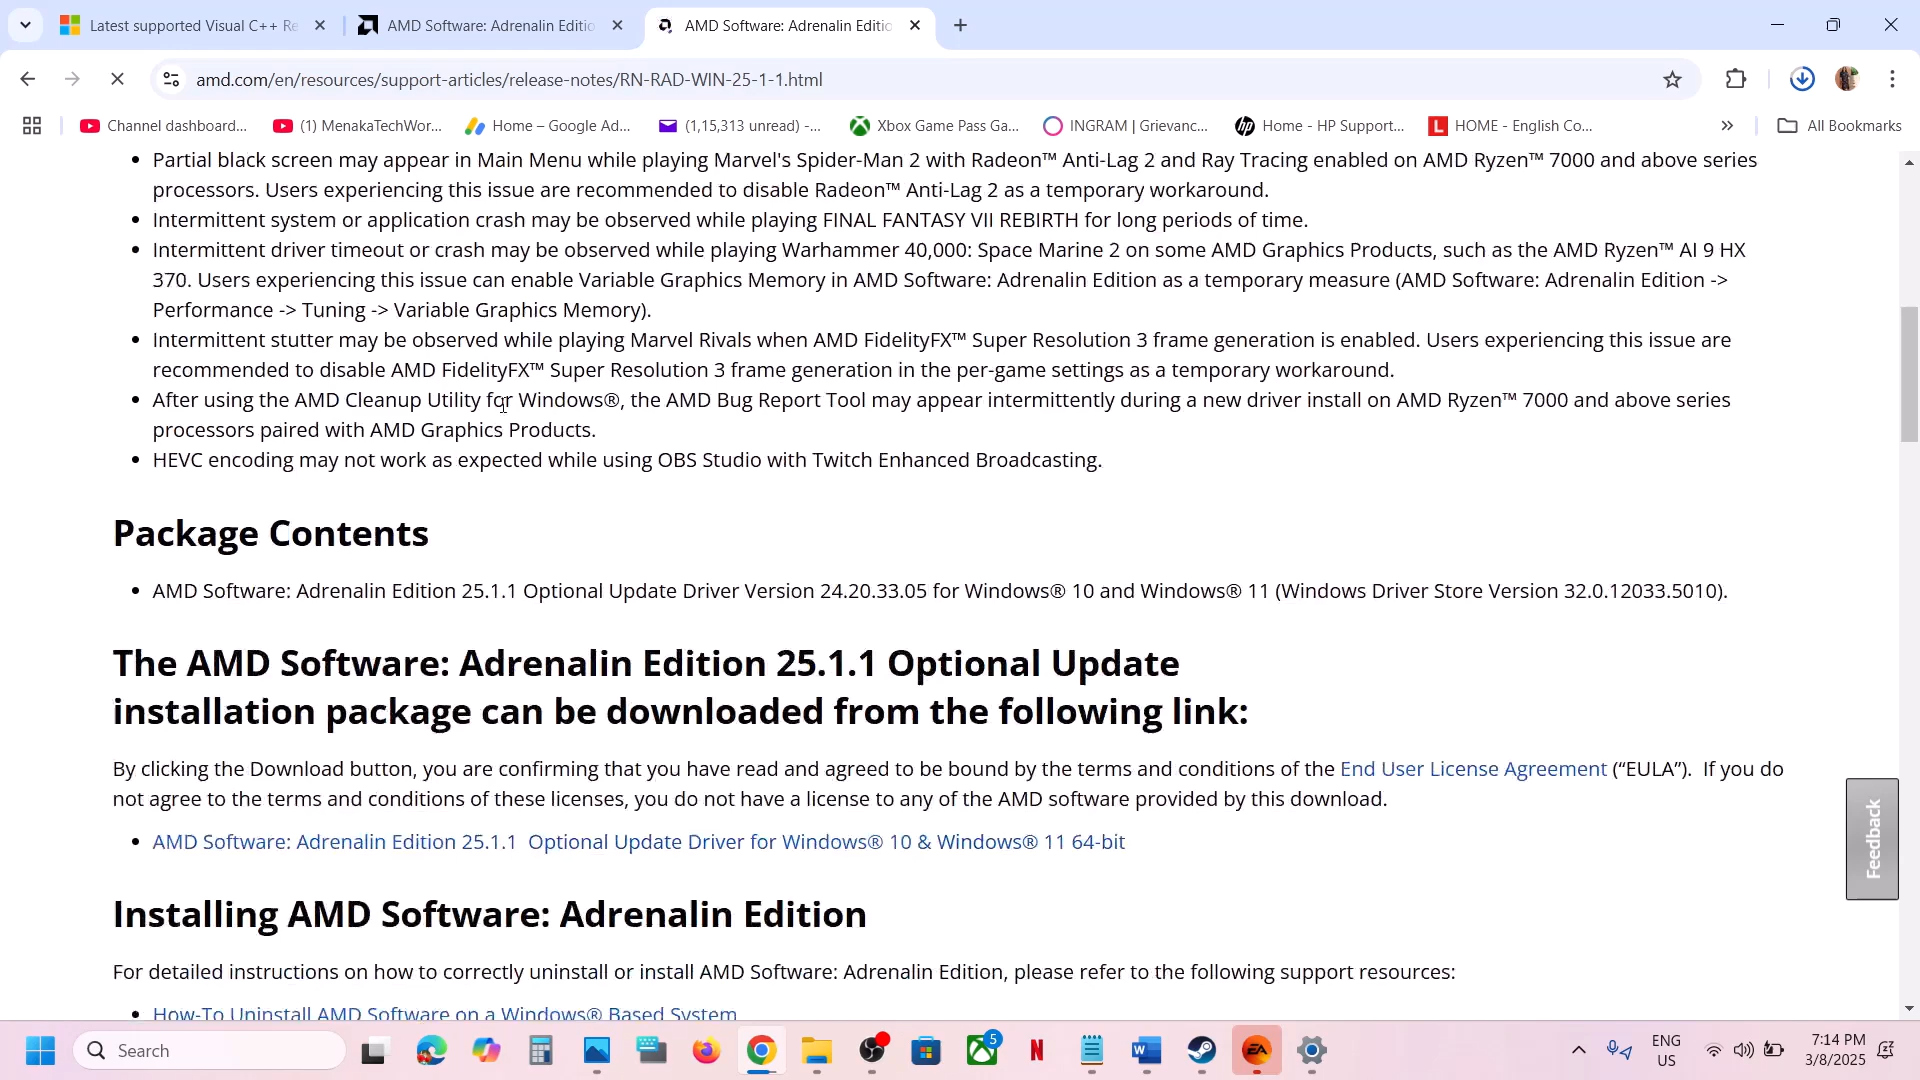 Latest supported Visual C++ Re
AMD Software: Adrenalin Editio
AMD Software: Adrenalin Editio
amd.com/en/resources/support-articles/release-notes/RN-RAD-WIN-25-1-1.html
Channel dashboard...
(1) MenakaTechWor...
Home – Google Ad...
(1,15,313 unread) -...
Xbox Game Pass Ga...
INGRAM | Grievanc...
Home - HP Support...
HOME - English Co...
»
All Bookmarks
• Partial black screen may appear in Main Menu while playing Marvel's Spider-Man 2 with Radeon™ Anti-Lag 2 and Ray Tracing enabled on AMD Ryzen™ 7000 and above series
processors. Users experiencing this issue are recommended to disable Radeon™ Anti-Lag 2 as a temporary workaround.
• Intermittent system or application crash may be observed while playing FINAL FANTASY VII REBIRTH for long periods of time.
• Intermittent driver timeout or crash may be observed while playing Warhammer 40,000: Space Marine 2 on some AMD Graphics Products, such as the AMD Ryzen™ AI 9 HX
370. Users experiencing this issue can enable Variable Graphics Memory in AMD Software: Adrenalin Edition as a temporary measure (AMD Software: Adrenalin Edition ->
Performance -> Tuning -> Variable Graphics Memory).
• Intermittent stutter may be observed while playing Marvel Rivals when AMD FidelityFX™ Super Resolution 3 frame generation is enabled. Users experiencing this issue are
recommended to disable AMD FidelityFX™ Super Resolution 3 frame generation in the per-game settings as a temporary workaround.
• After using the AMD Cleanup Utility for Windows®, the AMD Bug Report Tool may appear intermittently during a new driver install on AMD Ryzen™ 7000 and above series
processors paired with AMD Graphics Products.
• HEVC encoding may not work as expected while using OBS Studio with Twitch Enhanced Broadcasting.
Package Contents
• AMD Software: Adrenalin Edition 25.1.1 Optional Update Driver Version 24.20.33.05 for Windows® 10 and Windows® 11 (Windows Driver Store Version 32.0.12033.5010).
The AMD Software: Adrenalin Edition 25.1.1 Optional Update
installation package can be downloaded from the following link:
By clicking the Download button, you are confirming that you have read and agreed to be bound by the terms and conditions of the End User License Agreement (“EULA”). If you do
not agree to the terms and conditions of these licenses, you do not have a license to any of the AMD software provided by this download.
• AMD Software: Adrenalin Edition 25.1.1 Optional Update Driver for Windows® 10 & Windows® 11 64-bit
Feedback
Installing AMD Software: Adrenalin Edition
For detailed instructions on how to correctly uninstall or install AMD Software: Adrenalin Edition, please refer to the following support resources:
• How-To Uninstall AMD Software on a Windows® Based System
Search
5
N
EA
ENG
US
7:14 PM
3/8/2025